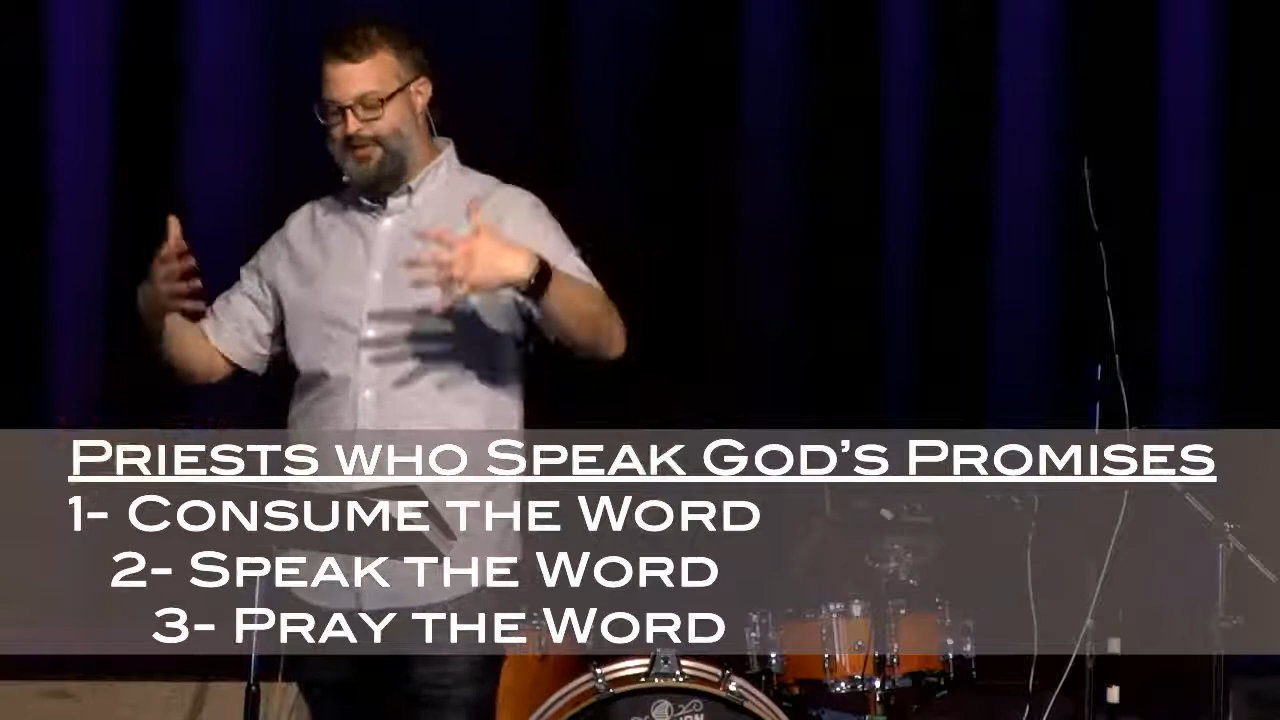 PRIESTS WHO SPEAK GOD'S PROMISES
1- CONSUME THE WORD
2- SPEAK THE WORD
3- PRAY THE WORD